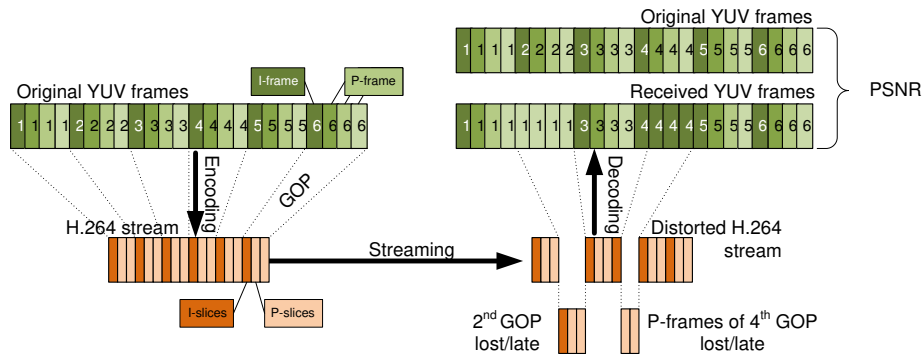 Original YUV frames
1 1 1 1 2 2 2 2 3 3 3 3 4 4 4 4 5 5 5 5 6 6 6 6
I-frame
P-frame
Original YUV frames
Received YUV frames
PSNR
1 1 1 1 1 1 1 1 3 3 3 3 4 4 4 4 5 5 5 5 6 6 6 6
1 1 1 1 2 2 2 2 3 3 3 3 4 4 4 4 5 5 5 5 6 6 6 6
Encoding
GOP
Decoding
H.264 stream
Streaming
Distorted H.264
stream
I-slices
P-slices
2nd GOP
lost/late
P-frames of 4th GOP
lost/late